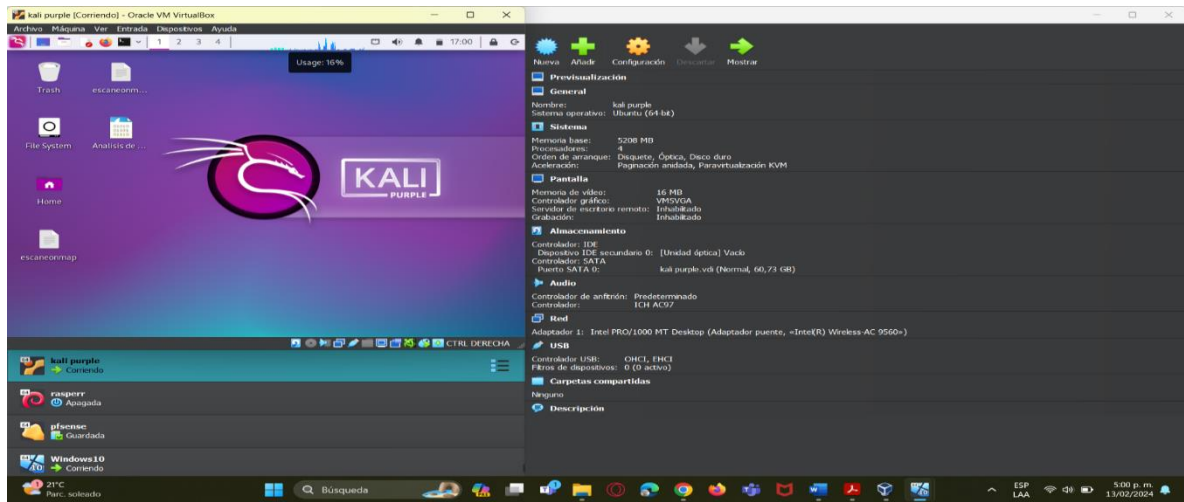 kali purple [Corriendo] - Oracle VM VirtualBox
Archivo Máquina Ver Entrada Dispositivos Ayuda
1 2 3 4
17:00
Usage: 16%
Trash
escaneonm...
File System
Analisis de ...
Home
escaneonmap
KALI
PURPLE
CTRL DERECHA
kali purple
Corriendo
rasperr
Apagada
pfsense
Guardada
Windows10
Corriendo
Nueva Añadir Configuración Descartar Mostrar
Previsualización
General
Nombre: kali purple
Sistema operativo: Ubuntu (64-bit)
Sistema
Memoria base: 5208 MB
Procesadores: 4
Orden de arranque: Disquete, Óptica, Disco duro
Aceleración: Paginación anidada, Paravirtualización KVM
Pantalla
Memoria de vídeo: 16 MB
Controlador gráfico: VMSVGA
Servidor de escritorio remoto: Inhabilitado
Grabación: Inhabilitado
Almacenamiento
Controlador: IDE
Dispositivo IDE secundario 0: [Unidad óptica] Vacío
Controlador: SATA
Puerto SATA 0: kali purple.vdi (Normal, 60,73 GB)
Audio
Controlador de anfitrión: Predeterminado
Controlador: ICH AC97
Red
Adaptador 1: Intel PRO/1000 MT Desktop (Adaptador puente, «Intel(R) Wireless-AC 9560»)
USB
Controlador USB: OHCI, EHCI
Filtros de dispositivos: 0 (0 activo)
Carpetas compartidas
Ninguno
Descripción
21°C
Parc. soleado
Búsqueda
ESP
LAA
5:00 p. m.
13/02/2024